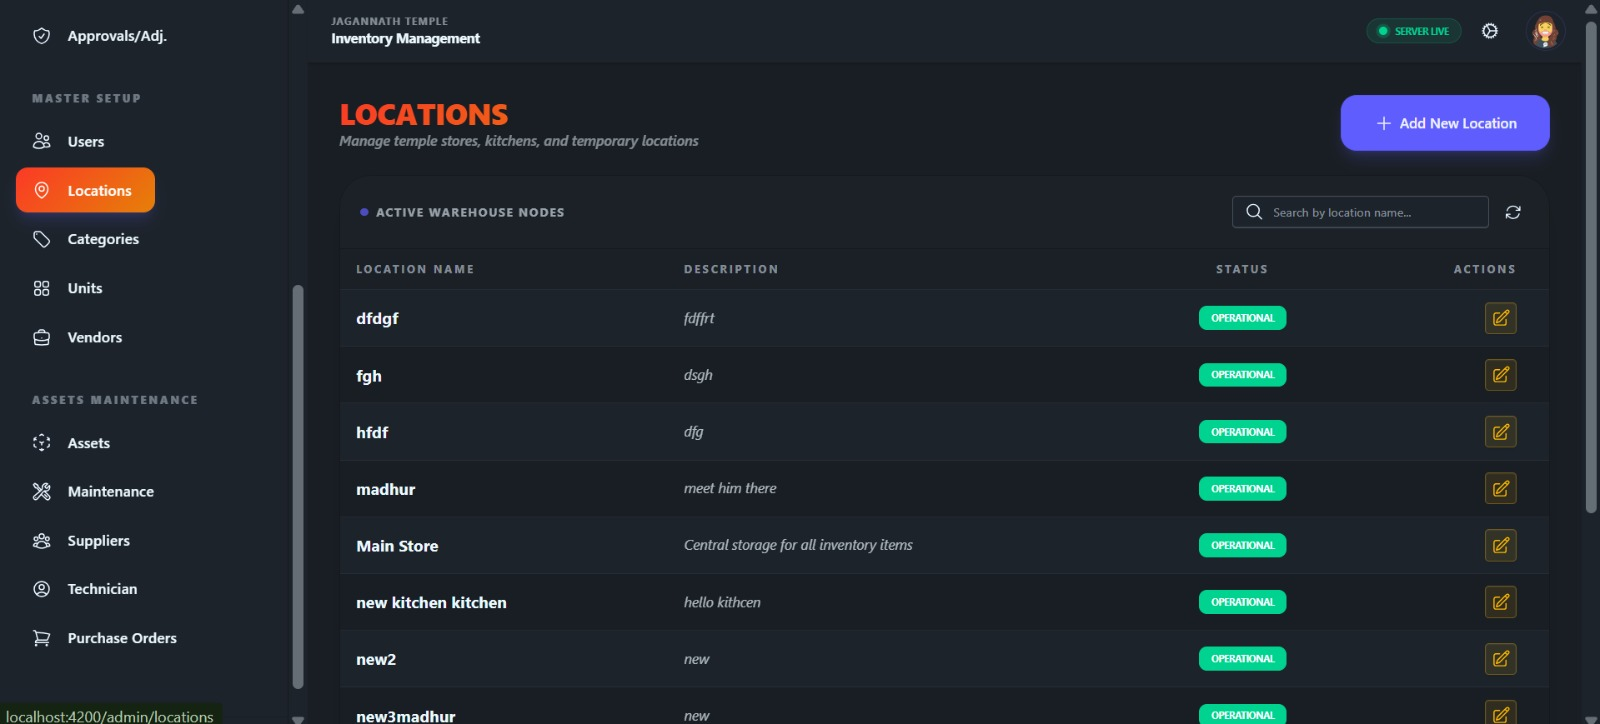 Approvals/Adj.
MASTER SETUP
Users
Locations
Categories
Units
Vendors
ASSETS MAINTENANCE
Assets
Maintenance
Suppliers
Technician
Purchase Orders
localhost:4200/admin/locations
JAGANNATH TEMPLE
Inventory Management
SERVER LIVE
LOCATIONS
Manage temple stores, kitchens, and temporary locations
Add New Location
ACTIVE WAREHOUSE NODES
Search by location name...
LOCATION NAME DESCRIPTION STATUS ACTIONS
dfdgf fdffrt OPERATIONAL
fgh dsgh OPERATIONAL
hfdf dfg OPERATIONAL
madhur meet him there OPERATIONAL
Main Store Central storage for all inventory items OPERATIONAL
new kitchen kitchen hello kithcen OPERATIONAL
new2 new OPERATIONAL
new3madhur new OPERATIONAL